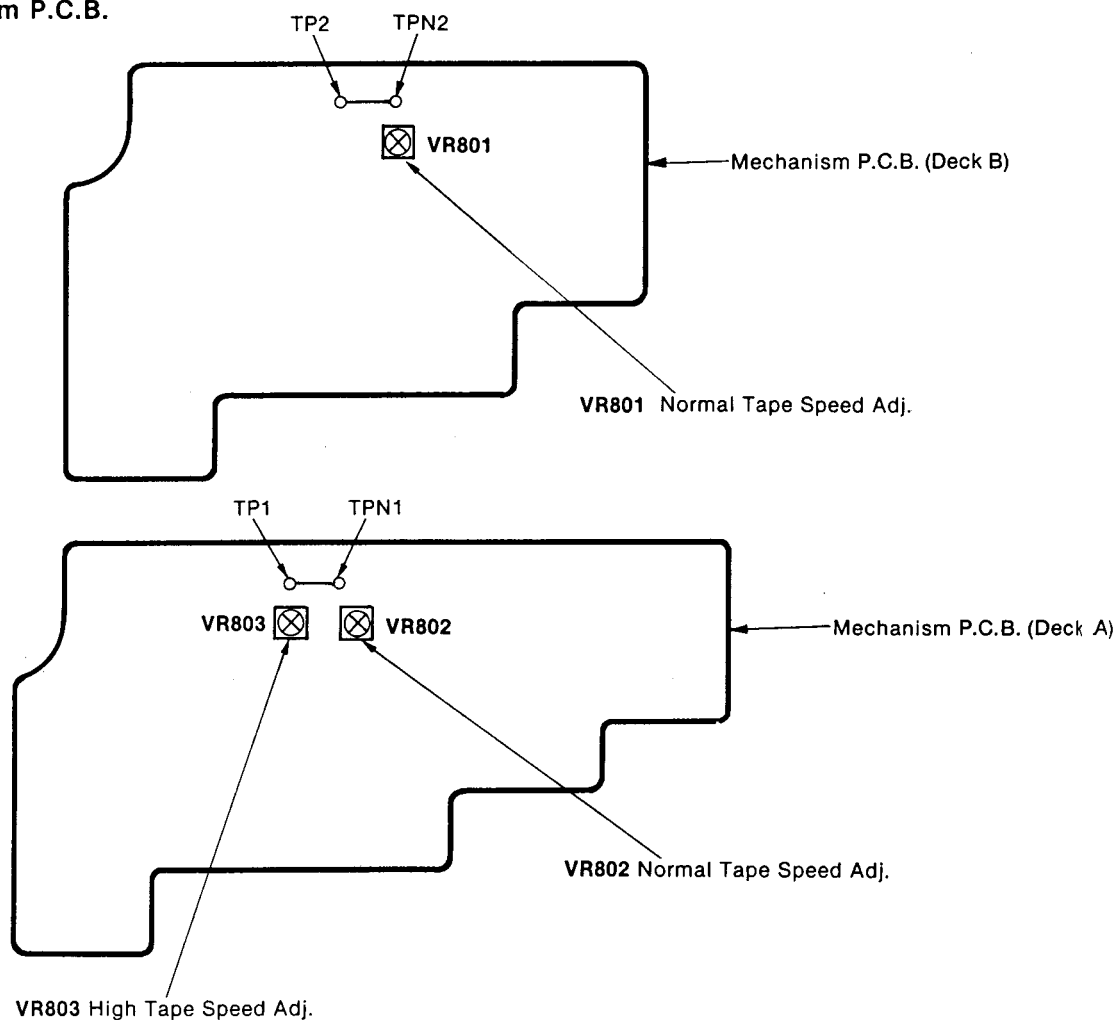 m P.C.B.
TP2 TPN2
VR801
Mechanism P.C.B. (Deck B)
VR801 Normal Tape Speed Adj.
TP1 TPN1
VR803 VR802
Mechanism P.C.B. (Deck A)
VR802 Normal Tape Speed Adj.
VR803 High Tape Speed Adj.